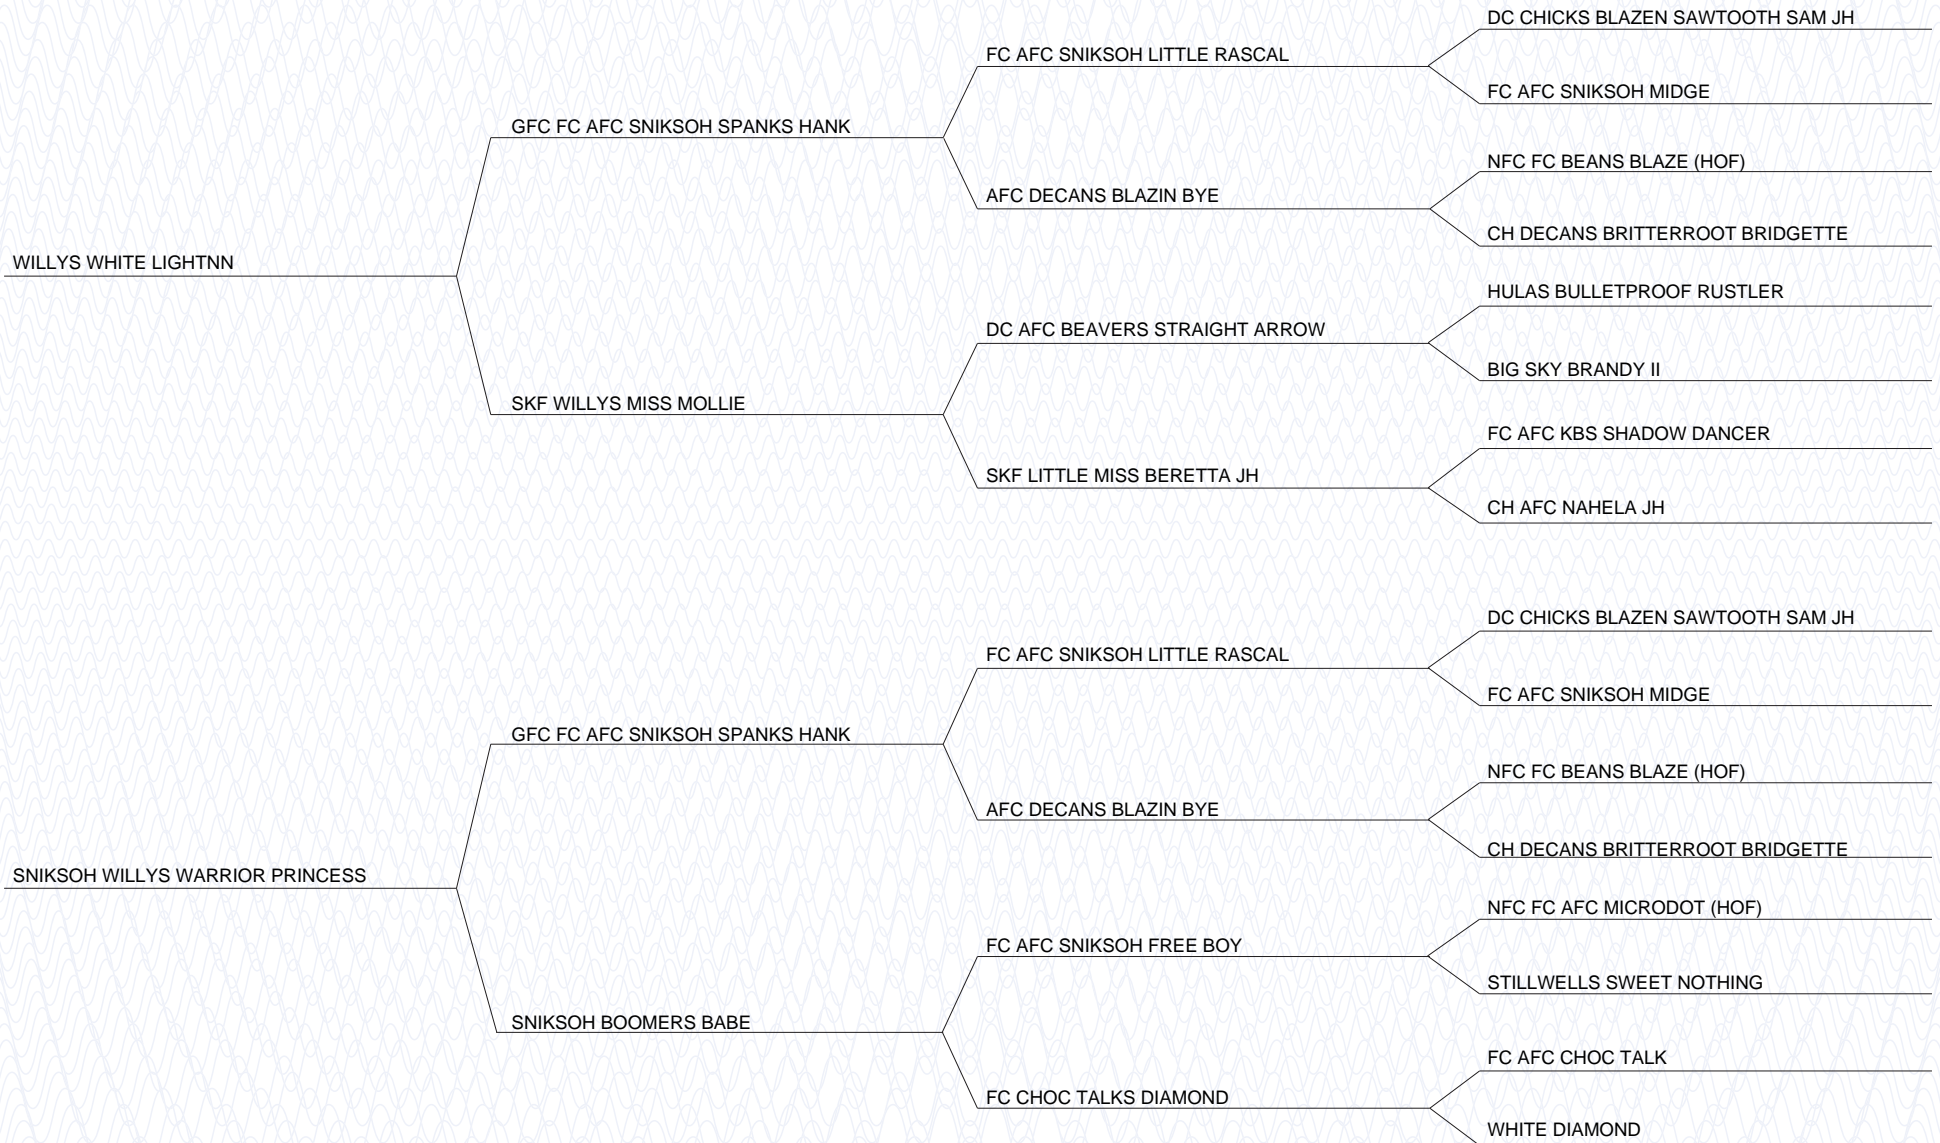 DC CHICKS BLAZEN SAWTOOTH SAM JH
FC AFC SNIKSOH LITTLE RASCAL
FC AFC SNIKSOH MIDGE
GFC FC AFC SNIKSOH SPANKS HANK
NFC FC BEANS BLAZE (HOF)
AFC DECANS BLAZIN BYE
CH DECANS BRITTERROOT BRIDGETTE
WILLYS WHITE LIGHTNN
HULAS BULLETPROOF RUSTLER
DC AFC BEAVERS STRAIGHT ARROW
BIG SKY BRANDY II
SKF WILLYS MISS MOLLIE
FC AFC KBS SHADOW DANCER
SKF LITTLE MISS BERETTA JH
CH AFC NAHELA JH
DC CHICKS BLAZEN SAWTOOTH SAM JH
FC AFC SNIKSOH LITTLE RASCAL
FC AFC SNIKSOH MIDGE
GFC FC AFC SNIKSOH SPANKS HANK
NFC FC BEANS BLAZE (HOF)
AFC DECANS BLAZIN BYE
CH DECANS BRITTERROOT BRIDGETTE
SNIKSOH WILLYS WARRIOR PRINCESS
NFC FC AFC MICRODOT (HOF)
FC AFC SNIKSOH FREE BOY
STILLWELLS SWEET NOTHING
SNIKSOH BOOMERS BABE
FC AFC CHOC TALK
FC CHOC TALKS DIAMOND
WHITE DIAMOND